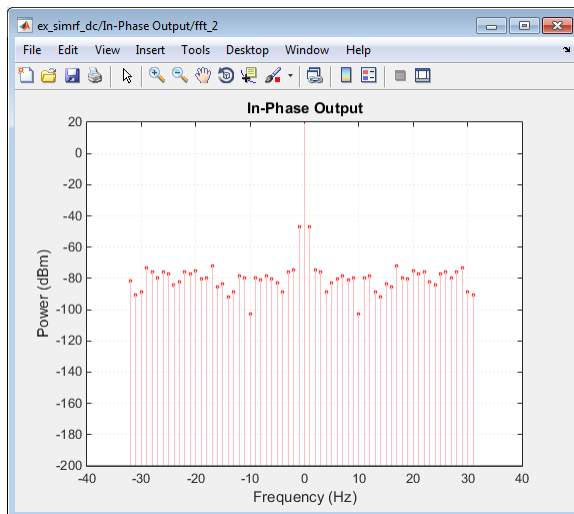 ex_simrf_dc/In-Phase Output/fft_2
File Edit View Insert Tools Desktop Window Help
In-Phase Output
20
0
-20
-40
-60
-80
-100
-120
-140
-160
-180
-200
Power (dBm)
-40 -30 -20 -10 0 10 20 30 40
Frequency (Hz)